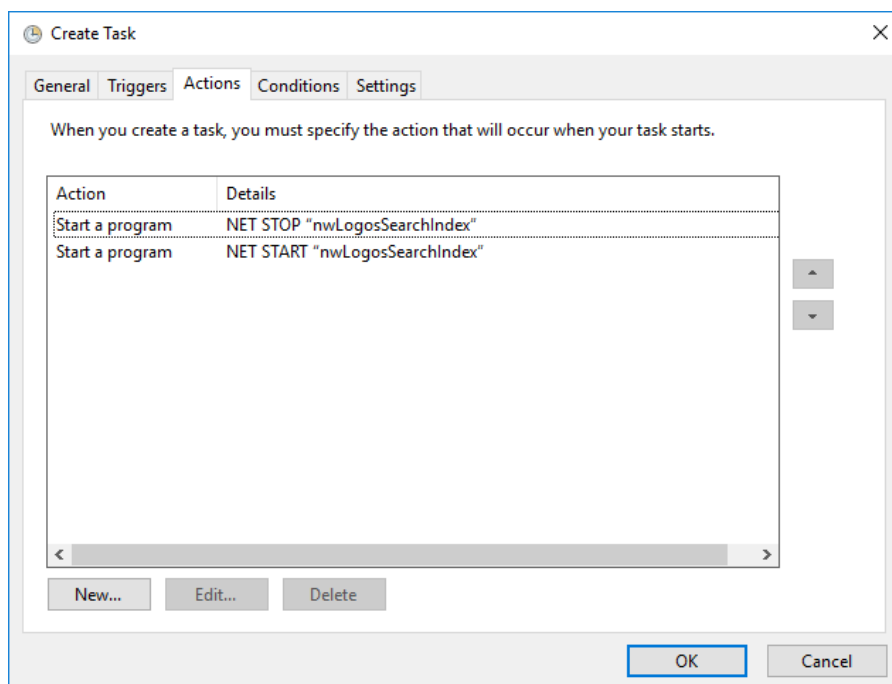 Create Task
General Triggers Actions Conditions Settings
When you create a task, you must specify the action that will occur when your task starts.
Action Details
Start a program NET STOP “nwLogosSearchIndex”
Start a program NET START “nwLogosSearchIndex”
New... Edit... Delete
OK Cancel